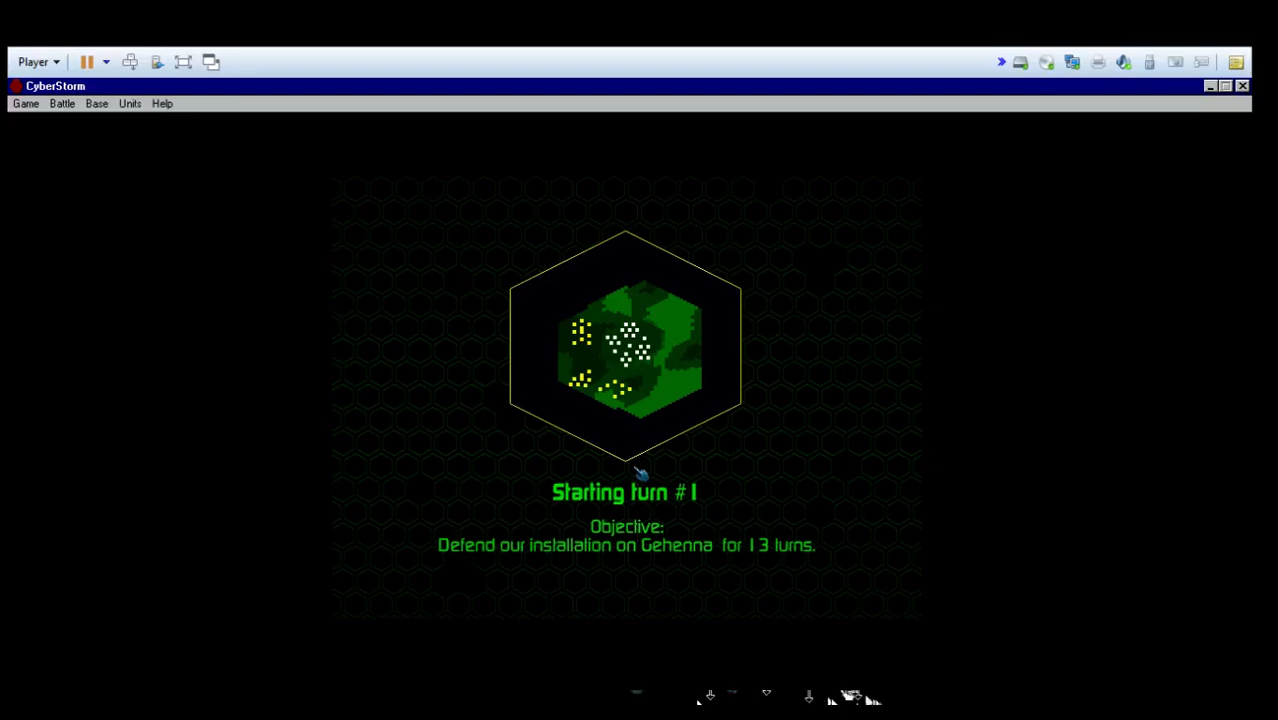 Player
CyberStorm
Game Battle Base Units Help
Starting turn #1
Objective:
Defend our installation on Gehenna for 13 turns.